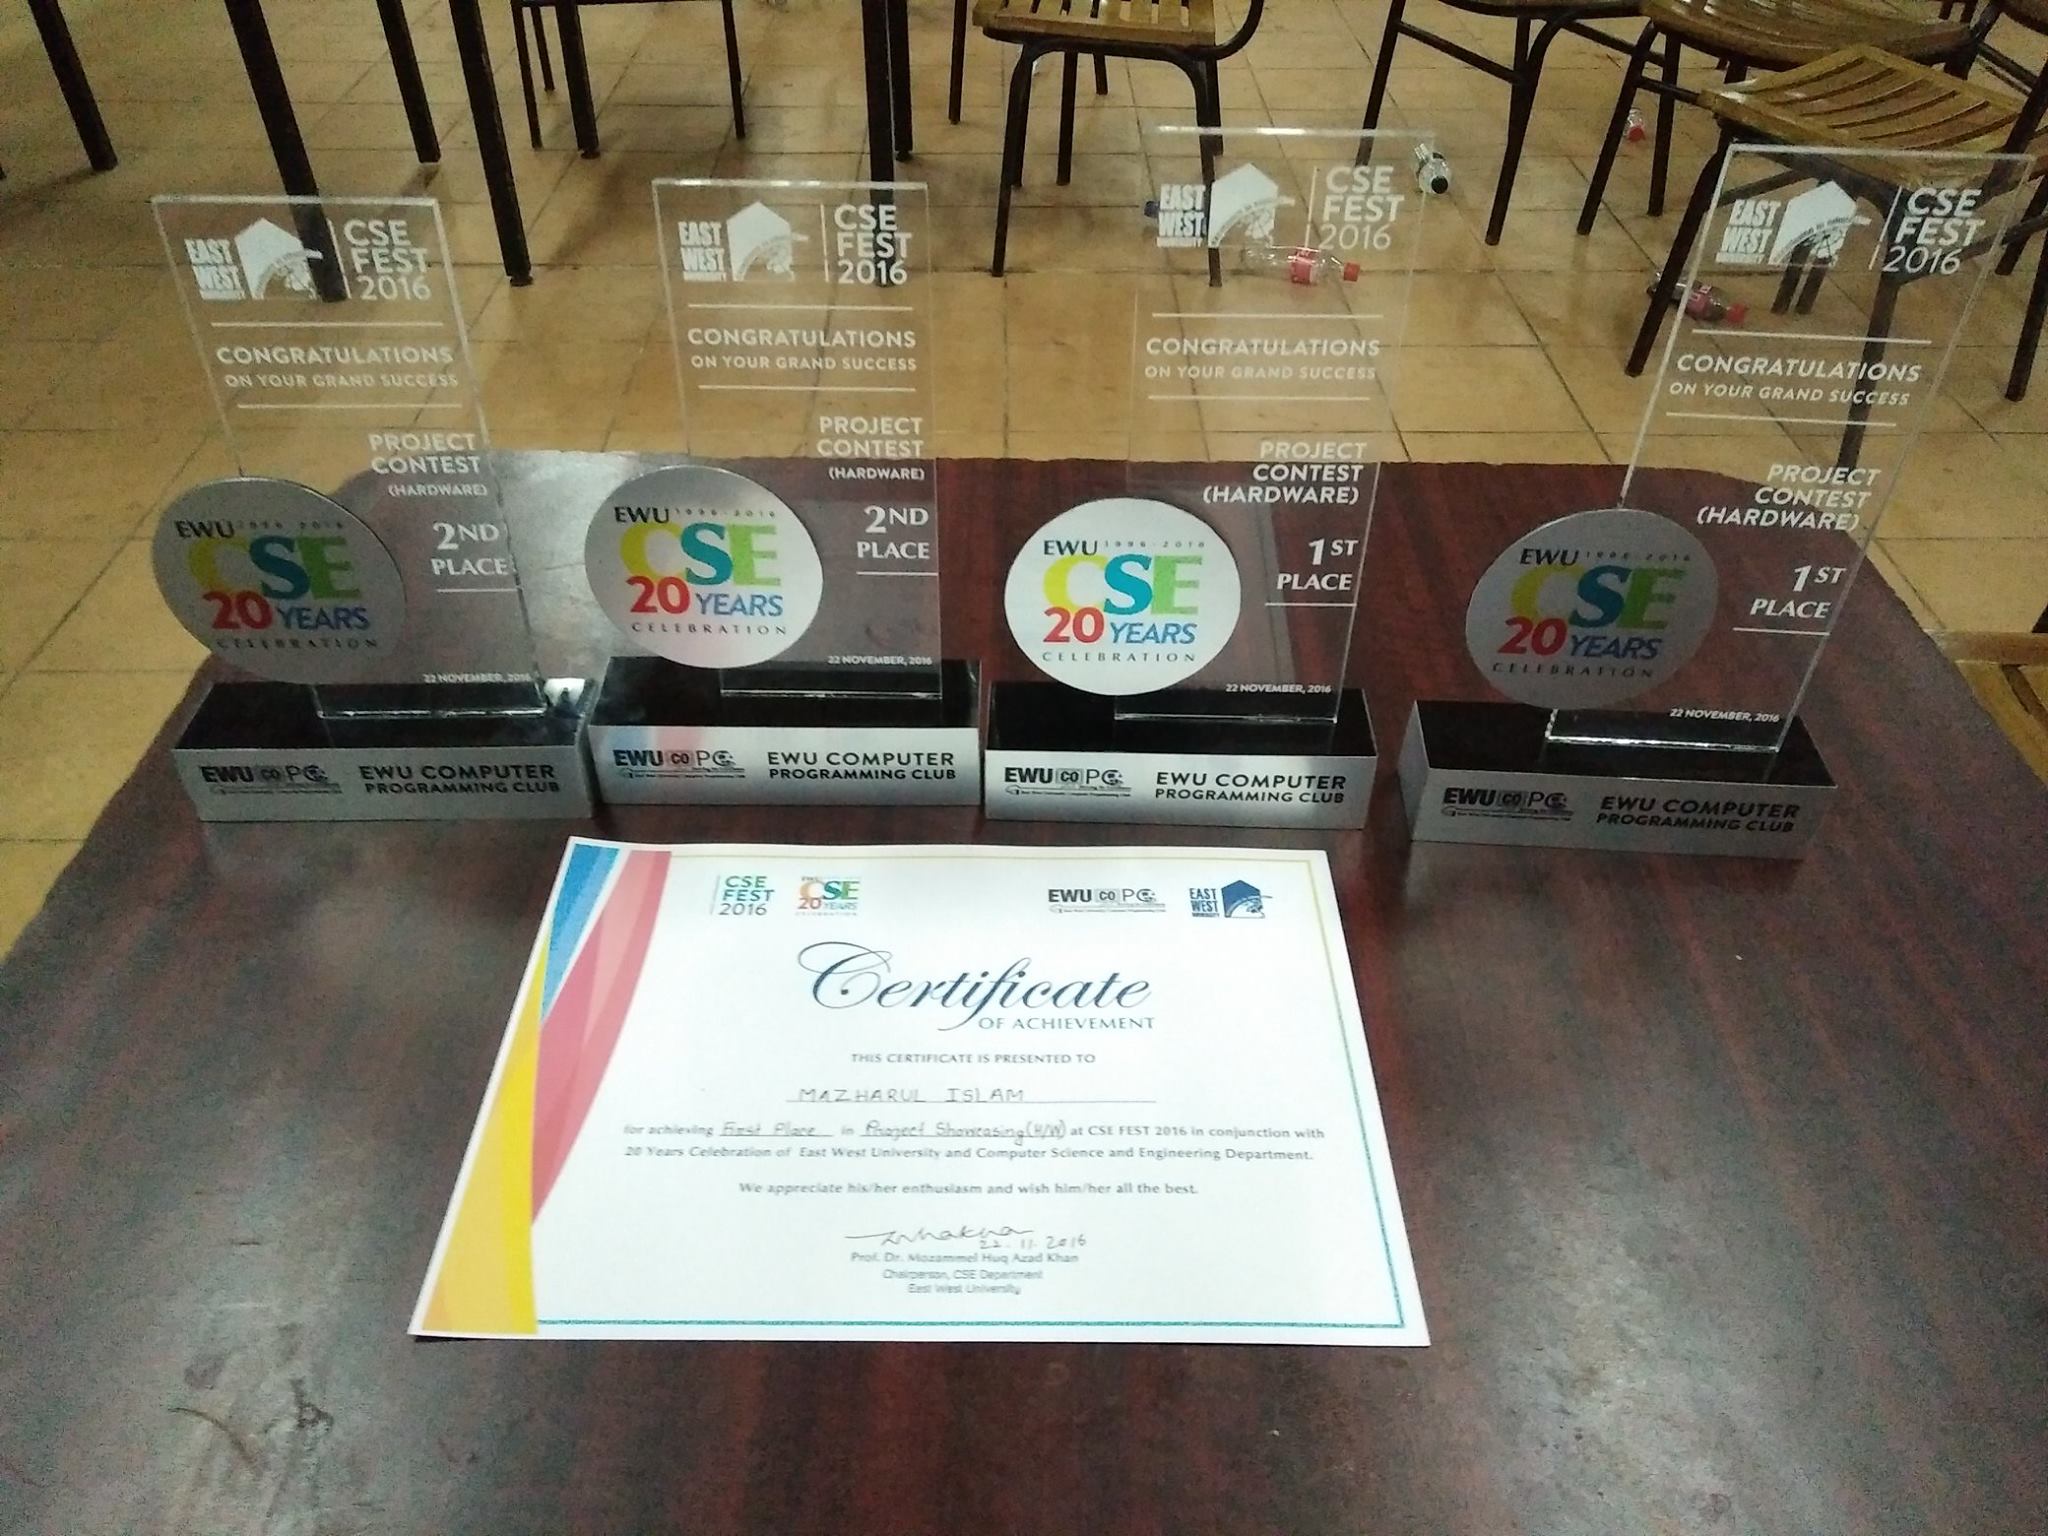 EAST
WEST
UNIVERSITY
CSE
FEST
2016
CONGRATULATIONS
ON YOUR GRAND SUCCESS
PROJECT
CONTEST
(HARDWARE)
2ND
PLACE
EWU 1996-2016
CSE
20 YEARS
CELEBRATION
22 NOVEMBER, 2016
EWU CO PC
EWU COMPUTER
PROGRAMMING CLUB
EAST
WEST
UNIVERSITY
CSE
FEST
2016
CONGRATULATIONS
ON YOUR GRAND SUCCESS
PROJECT
CONTEST
(HARDWARE)
2ND
PLACE
EWU 1996-2016
CSE
20 YEARS
CELEBRATION
22 NOVEMBER, 2016
EWU CO PC
EWU COMPUTER
PROGRAMMING CLUB
EAST
WEST
UNIVERSITY
CSE
FEST
2016
CONGRATULATIONS
ON YOUR GRAND SUCCESS
PROJECT
CONTEST
(HARDWARE)
1ST
PLACE
EWU 1996-2016
CSE
20 YEARS
CELEBRATION
22 NOVEMBER, 2016
EWU CO PC
EWU COMPUTER
PROGRAMMING CLUB
EAST
WEST
UNIVERSITY
CSE
FEST
2016
CONGRATULATIONS
ON YOUR GRAND SUCCESS
PROJECT
CONTEST
(HARDWARE)
1ST
PLACE
EWU 1996-2016
CSE
20 YEARS
CELEBRATION
22 NOVEMBER, 2016
EWU CO PC
EWU COMPUTER
PROGRAMMING CLUB
CSE
FEST
2016
EWU
CSE
20 YEARS
CELEBRATION
EWU CO PC
EAST
WEST
UNIVERSITY
Certificate
OF ACHIEVEMENT
THIS CERTIFICATE IS PRESENTED TO
MAZHARUL ISLAM
for achieving First Place in Project Showcasing (H/W) at CSE FEST 2016 in conjunction with
20 Years Celebration of East West University and Computer Science and Engineering Department.
We appreciate his/her enthusiasm and wish him/her all the best.
22.11.2016
Prof. Dr. Mozammel Huq Azad Khan
Chairperson, CSE Department
East West University